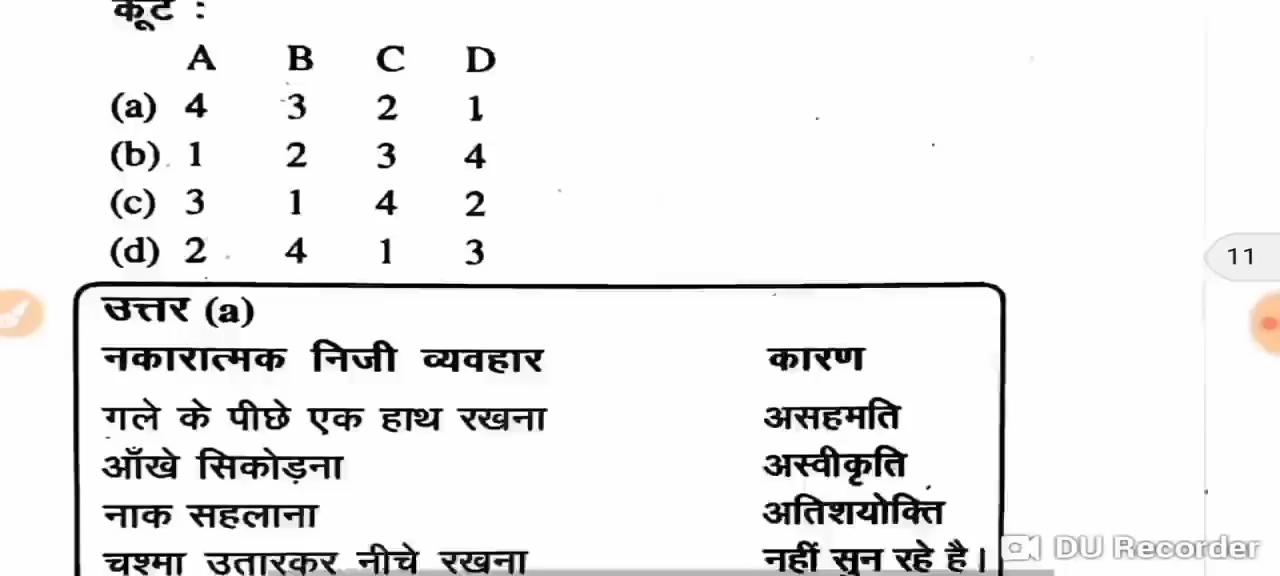 कूट :
A B C D
(a) 4 3 2 1
(b) 1 2 3 4
(c) 3 1 4 2
(d) 2 4 1 3
11
उत्तर (a)
नकारात्मक निजी व्यवहार कारण
गले के पीछे एक हाथ रखना असहमति
आँखे सिकोड़ना अस्वीकृति
नाक सहलाना अतिशयोक्ति
चश्मा उतारकर नीचे रखना नहीं सुन रहे है।
DU Recorder